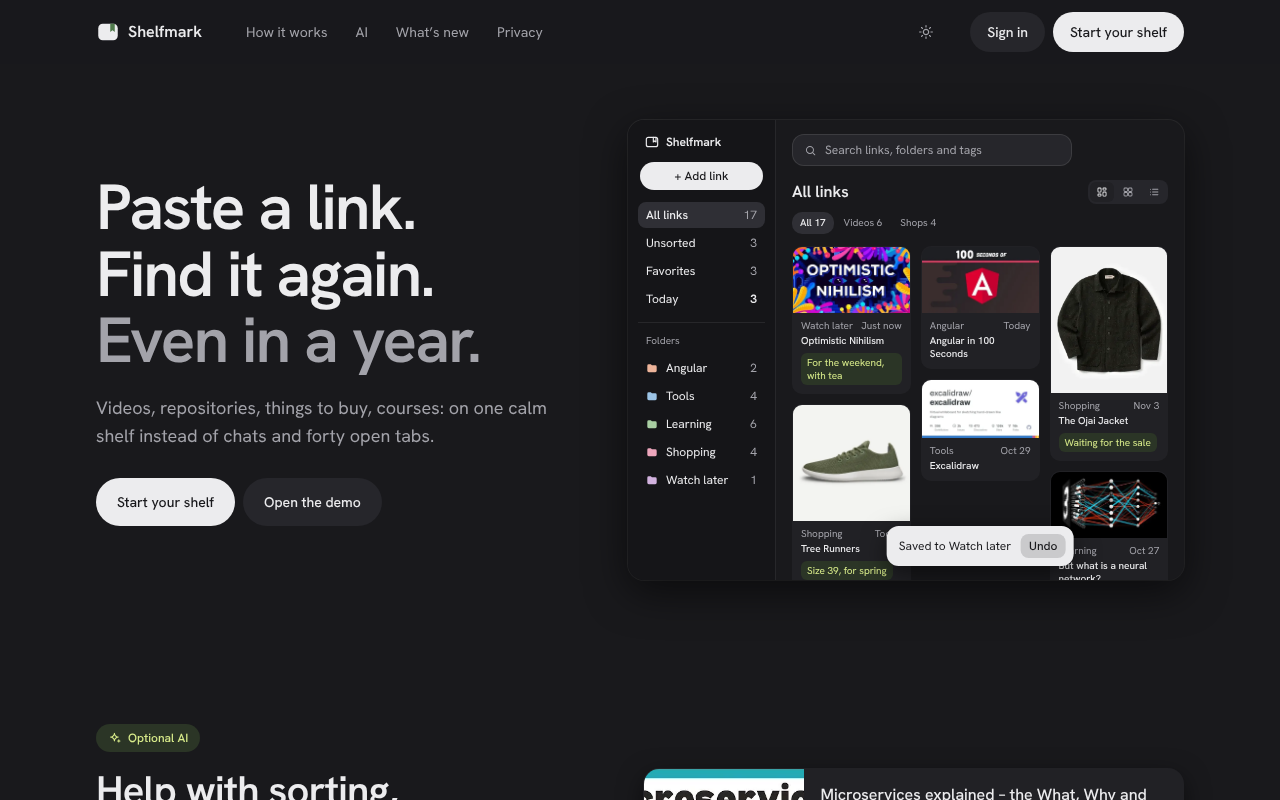 Shelfmark
How it works
AI
What's new
Privacy
Sign in
Start your shelf
Paste a link.
Find it again.
Even in a year.
Videos, repositories, things to buy, courses: on one calm
shelf instead of chats and forty open tabs.
Start your shelf
Open the demo
Shelfmark
+ Add link
All links 17
Unsorted 3
Favorites 3
Today 3
Folders
Angular 2
Tools 4
Learning 6
Shopping 4
Watch later 1
Search links, folders and tags
All links
All 17
Videos 6
Shops 4
OPTIMISTIC
NIHILISM
Watch later Just now
Optimistic Nihilism
For the weekend,
with tea
Shopping
Tree Runners
Size 39, for spring
100 SECONDS OF
A
Angular Today
Angular in 100
Seconds
excalidraw/
excalidraw
Tools Oct 29
Excalidraw
Shopping Nov 3
The Ojai Jacket
Waiting for the sale
Oct 27
But what is a neural
network?
Saved to Watch later
Undo
Optional AI
Help with sorting,
Microservices explained – the What, Why and